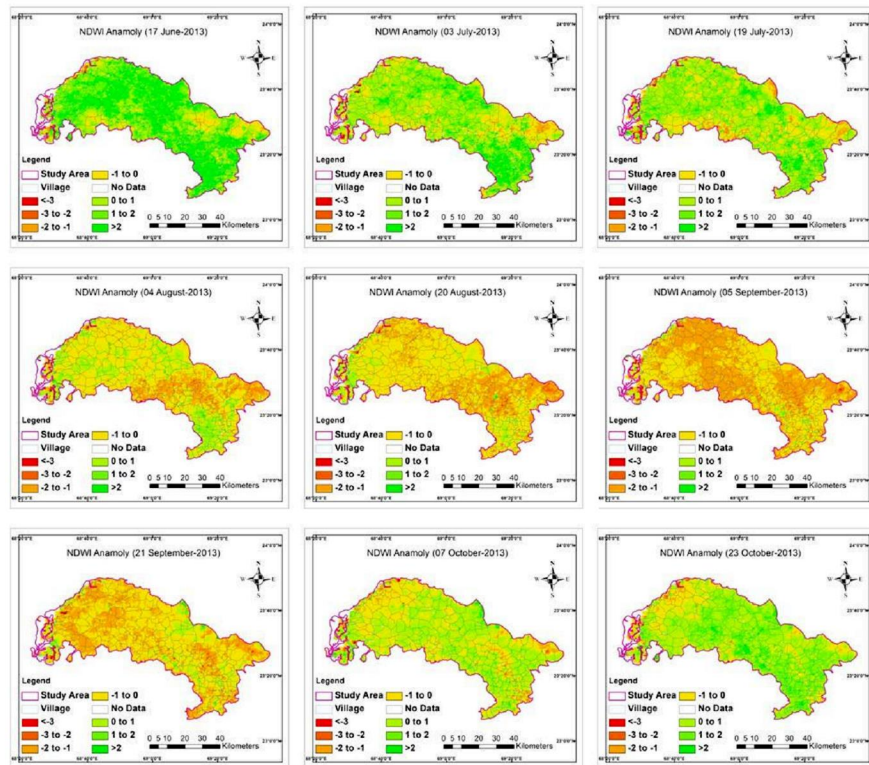 NDWI Anamoly (17 June-2013)
N
W E
S
Legend
Study Area -1 to 0
Village No Data
<-3 0 to 1
-3 to -2 1 to 2
-2 to -1 >2
0 5 10 20 30 40
Kilometers
NDWI Anamoly (03 July-2013)
N
W E
S
Legend
Study Area -1 to 0
Village No Data
<-3 0 to 1
-3 to -2 1 to 2
-2 to -1 >2
0 5 10 20 30 40
Kilometers
NDWI Anamoly (19 July-2013)
N
W E
S
Legend
Study Area -1 to 0
Village No Data
<-3 0 to 1
-3 to -2 1 to 2
-2 to -1 >2
0 5 10 20 30 40
Kilometers
NDWI Anamoly (04 August-2013)
N
W E
S
Legend
Study Area -1 to 0
Village No Data
<-3 0 to 1
-3 to -2 1 to 2
-2 to -1 >2
0 5 10 20 30 40
Kilometers
NDWI Anamoly (20 August-2013)
N
W E
S
Legend
Study Area -1 to 0
Village No Data
<-3 0 to 1
-3 to -2 1 to 2
-2 to -1 >2
0 5 10 20 30 40
Kilometers
NDWI Anamoly (05 September-2013)
N
W E
S
Legend
Study Area -1 to 0
Village No Data
<-3 0 to 1
-3 to -2 1 to 2
-2 to -1 >2
0 5 10 20 30 40
Kilometers
NDWI Anamoly (21 September-2013)
N
W E
S
Legend
Study Area -1 to 0
Village No Data
<-3 0 to 1
-3 to -2 1 to 2
-2 to -1 >2
0 5 10 20 30 40
Kilometers
NDWI Anamoly (07 October-2013)
N
W E
S
Legend
Study Area -1 to 0
Village No Data
<-3 0 to 1
-3 to -2 1 to 2
-2 to -1 >2
0 5 10 20 30 40
Kilometers
NDWI Anamoly (23 October-2013)
N
W E
S
Legend
Study Area -1 to 0
Village No Data
<-3 0 to 1
-3 to -2 1 to 2
-2 to -1 >2
0 5 10 20 30 40
Kilometers